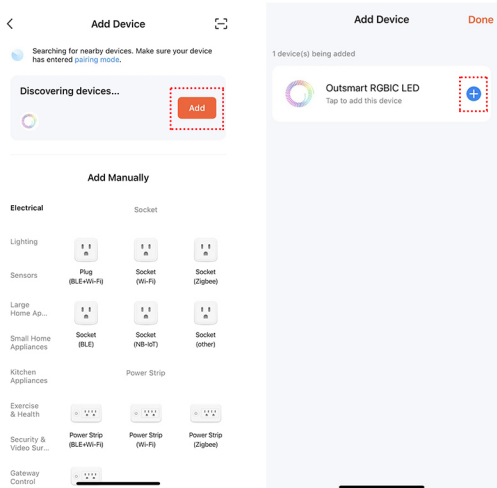 Add Device
Searching for nearby devices. Make sure your device
has entered pairing mode.
Discovering devices...
Add
Add Manually
Electrical
Lighting
Sensors
Large
Home Ap...
Small Home
Appliances
Kitchen
Appliances
Exercise
& Health
Security &
Video Sur...
Gateway
Control
Socket
Plug
(BLE+Wi-Fi)
Socket
(Wi-Fi)
Socket
(Zigbee)
Socket
(BLE)
Socket
(NB-IoT)
Socket
(other)
Power Strip
Power Strip
(BLE+Wi-Fi)
Power Strip
(Wi-Fi)
Power Strip
(Zigbee)
Add Device
Done
1 device(s) being added
Outsmart RGBIC LED
Tap to add this device